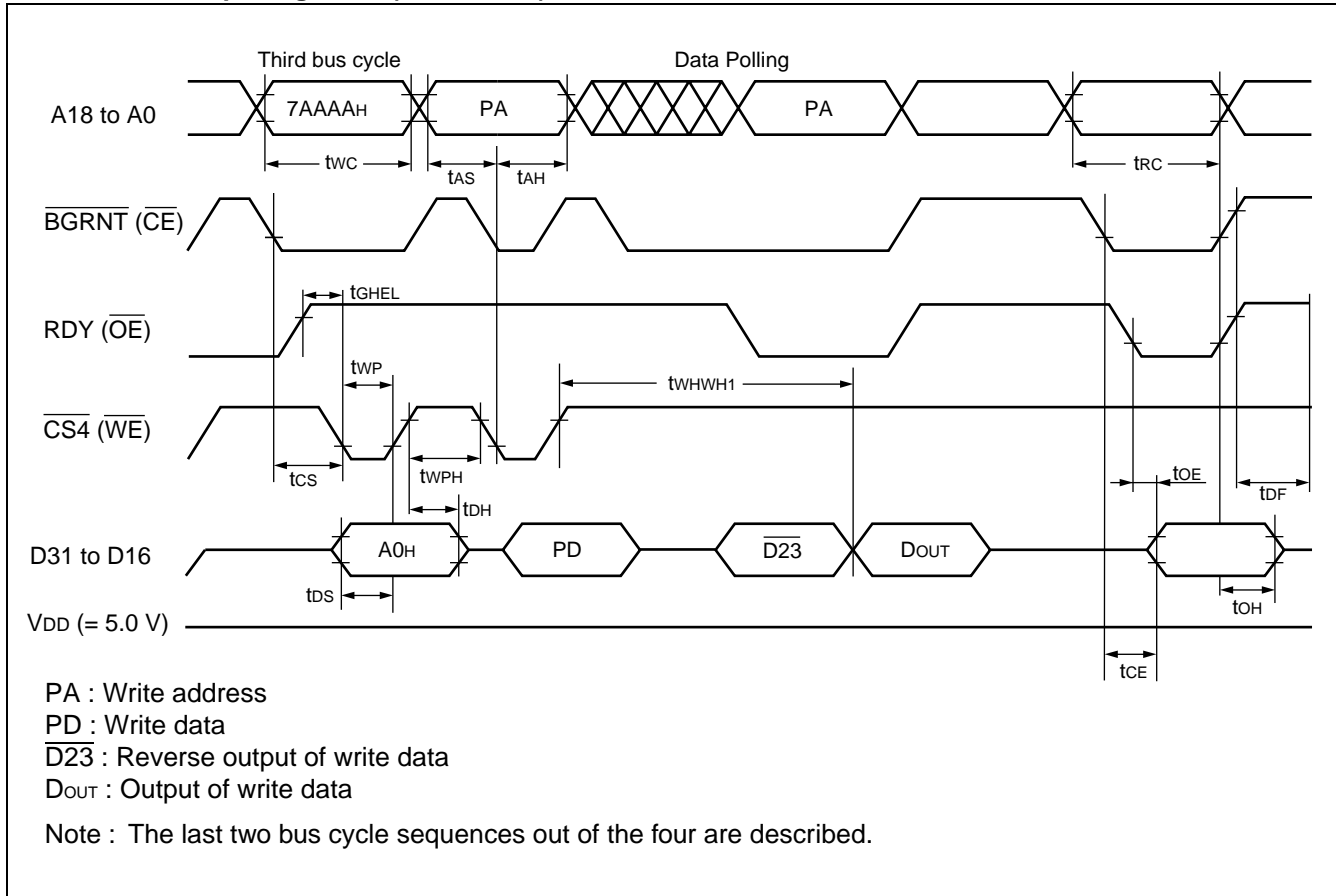 Third bus cycle Data Polling
A18 to A0 7AAAAH PA PA
tWC tAS tAH tRC
BGRNT (CE)
tGHEL
RDY (OE)
tWP tWHWH1
CS4 (WE)
tCS tWPH tOE tDF
tDH
D31 to D16 A0H PD D23 DOUT
tDS tOH
VDD (= 5.0 V)
tCE
PA : Write address
PD : Write data
D23 : Reverse output of write data
DOUT : Output of write data
Note : The last two bus cycle sequences out of the four are described.